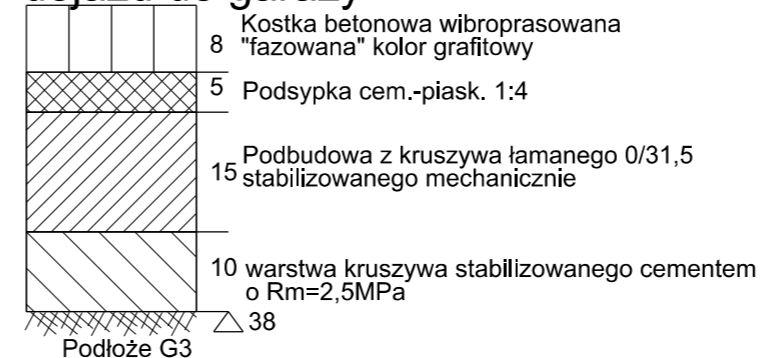 8 Kostka betonowa wibroprasowana
"fazowana" kolor grafitowy
5 Podsypka cem.-piask. 1:4
Podbudowa z kruszywa łamanego 0/31,5
15 stabilizowanego mechanicznie
10 warstwa kruszywa stabilizowanego cementem
o Rm=2,5MPa
38
Podłoże G3